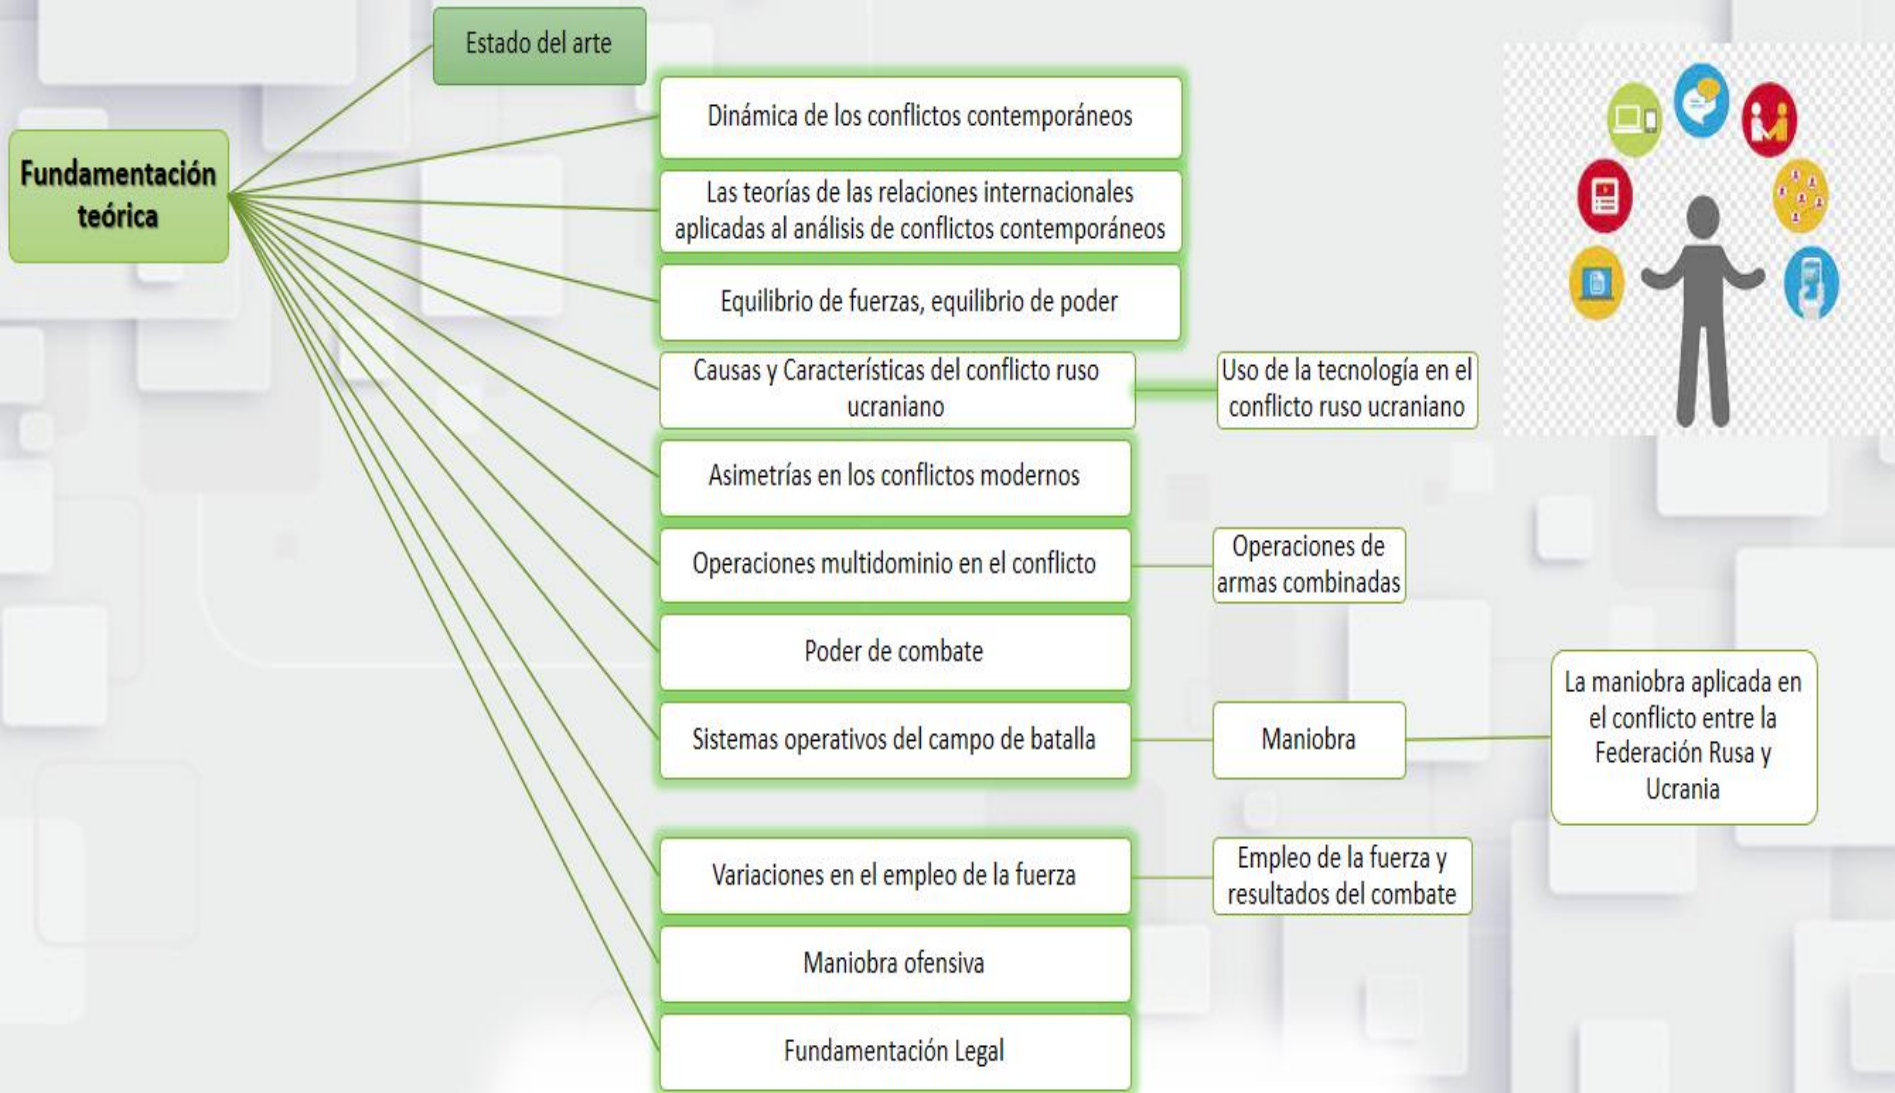 Estado del arte
Fundamentación
teórica
Dinámica de los conflictos contemporáneos
Las teorías de las relaciones internacionales
aplicadas al análisis de conflictos contemporáneos
Equilibrio de fuerzas, equilibrio de poder
Causas y Características del conflicto ruso
ucraniano
Uso de la tecnología en el
conflicto ruso ucraniano
Asimetrías en los conflictos modernos
Operaciones multidominio en el conflicto
Operaciones de
armas combinadas
Poder de combate
Sistemas operativos del campo de batalla
Maniobra
La maniobra aplicada en
el conflicto entre la
Federación Rusa y
Ucrania
Variaciones en el empleo de la fuerza
Empleo de la fuerza y
resultados del combate
Maniobra ofensiva
Fundamentación Legal